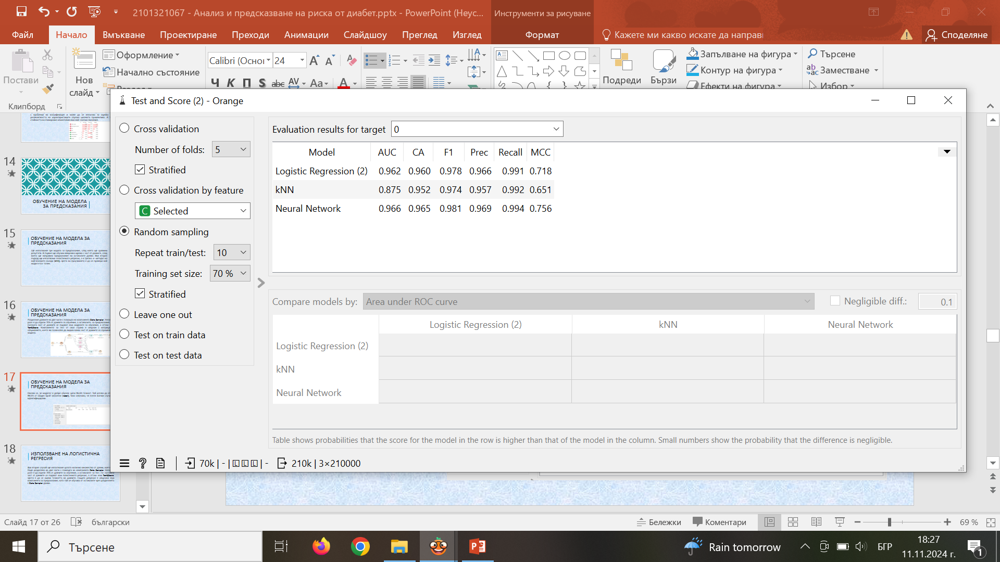 2101321067 - Анализ и предсказване на риска от диабет.pptx - PowerPoint (Неус...
Инструменти за рисуване
Файл
Начало
Вмъкване
Проектиране
Преходи
Анимации
Слайдшоу
Преглед
Изглед
Формат
Кажете ми какво искате да направи
Споделяне
Постави
Нов слайд
Оформление
Начално състояние
Calibri (Осног
24
Ч К П S abc AV Aa A
Подреди
Бързи
Запълване на фигура
Контур на фигура
Ефекти на фигура
Търсене
Заместване
Избор
Клипборд
Test and Score (2) - Orange
Cross validation
Number of folds: 5
Stratified
Cross validation by feature
C Selected
Random sampling
Repeat train/test: 10
Training set size: 70 %
Stratified
Leave one out
Test on train data
Test on test data
Evaluation results for target 0
Model AUC CA F1 Prec Recall MCC
Logistic Regression (2) 0.962 0.960 0.978 0.966 0.991 0.718
kNN 0.875 0.952 0.974 0.957 0.992 0.651
Neural Network 0.966 0.965 0.981 0.969 0.994 0.756
Compare models by: Area under ROC curve
Negligible diff.: 0.1
Logistic Regression (2) kNN Neural Network
Logistic Regression (2)
kNN
Neural Network
Table shows probabilities that the score for the model in the row is higher than that of the model in the column. Small numbers show the probability that the difference is negligible.
70k | - | | - 210k | 3×210000
14
ОБУЧЕНИЕ НА МОДЕЛА
ЗА ПРЕДСКАЗАНИЯ
15
ОБУЧЕНИЕ НА МОДЕЛА ЗА
ПРЕДСКАЗАНИЯ
16
ОБУЧЕНИЕ НА МОДЕЛА ЗА
ПРЕДСКАЗАНИЯ
17
ОБУЧЕНИЕ НА МОДЕЛА ЗА
ПРЕДСКАЗАНИЯ
18
ИЗПОЛЗВАНЕ НА ЛОГИСТИЧНА
РЕГРЕСИЯ
Слайд 17 от 26
български
Бележки
Коментари
69 %
Търсене
Rain tomorrow
БГР
18:27
11.11.2024 г.
1